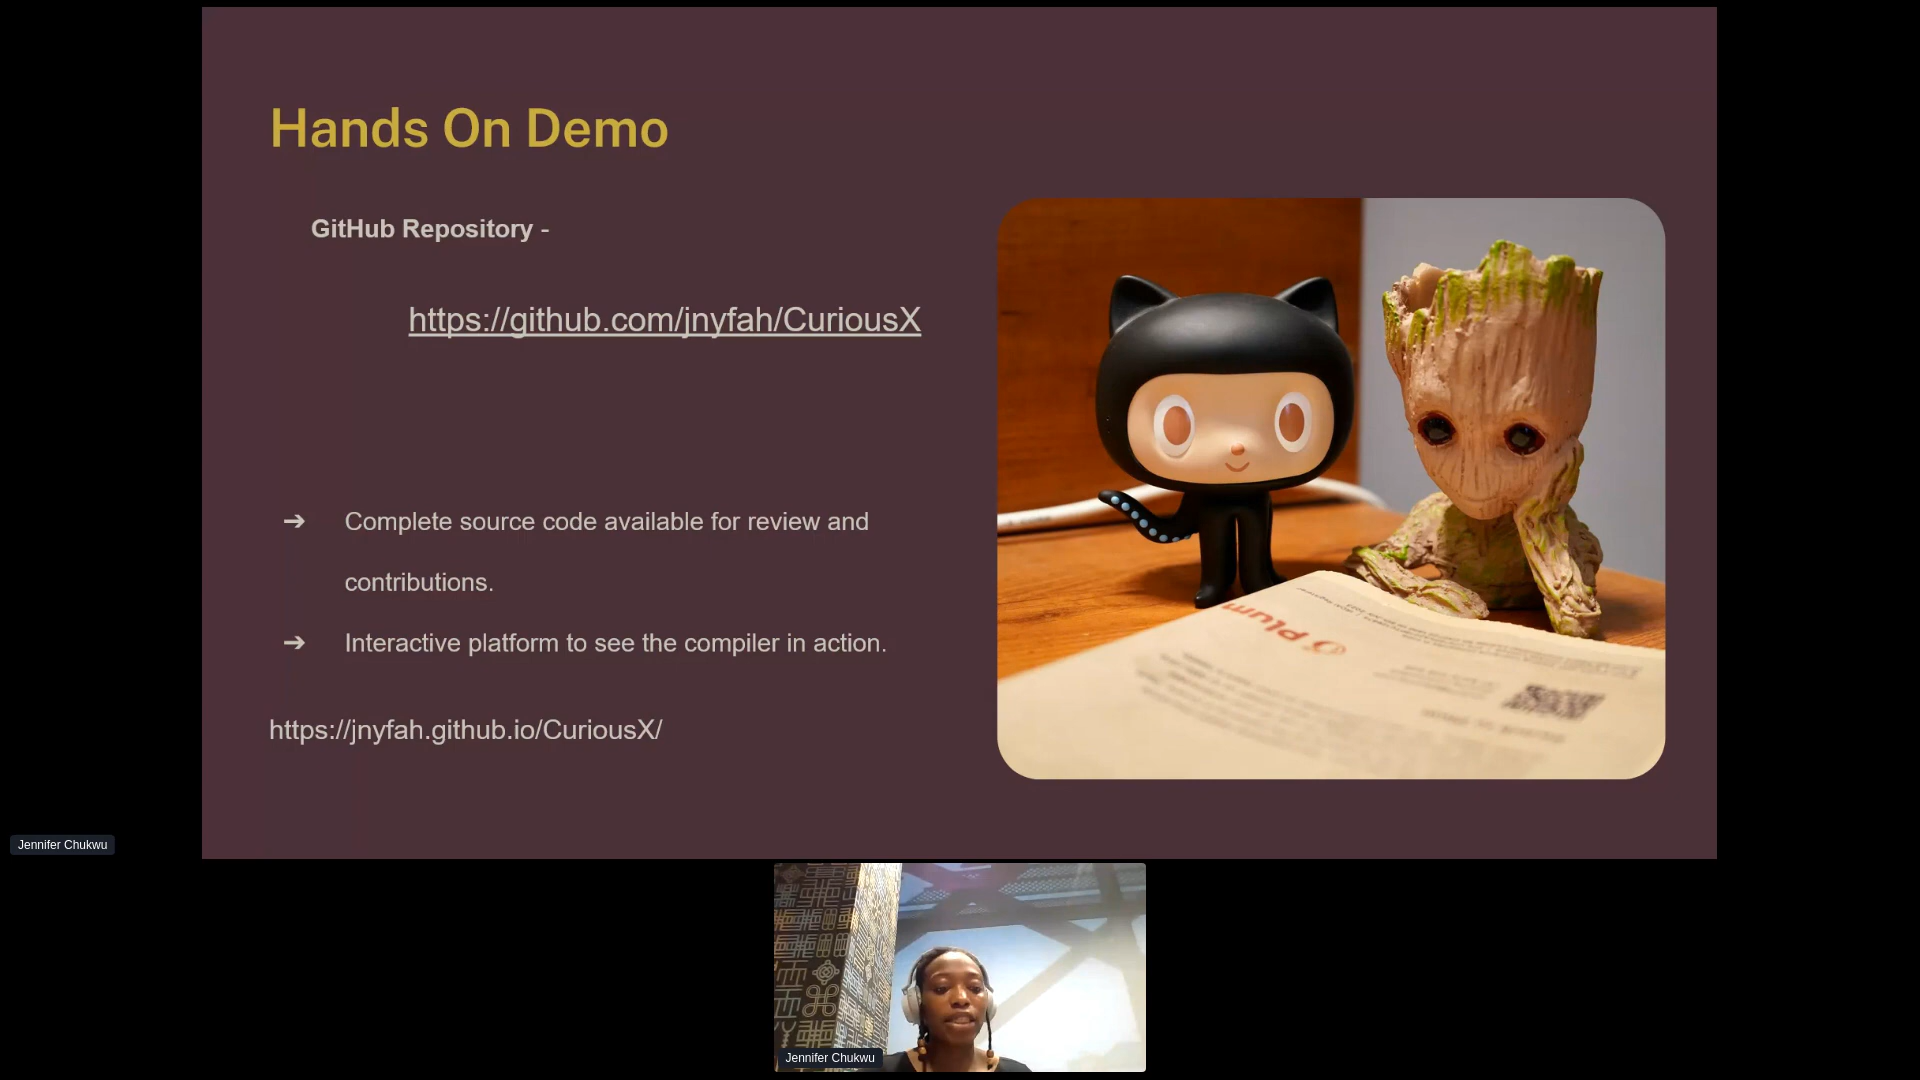 Hands On Demo
GitHub Repository -
https://github.com/jnyfah/CuriousX
➔ Complete source code available for review and
contributions.
➔ Interactive platform to see the compiler in action.
https://jnyfah.github.io/CuriousX/
Plum
Jennifer Chukwu
Jennifer Chukwu